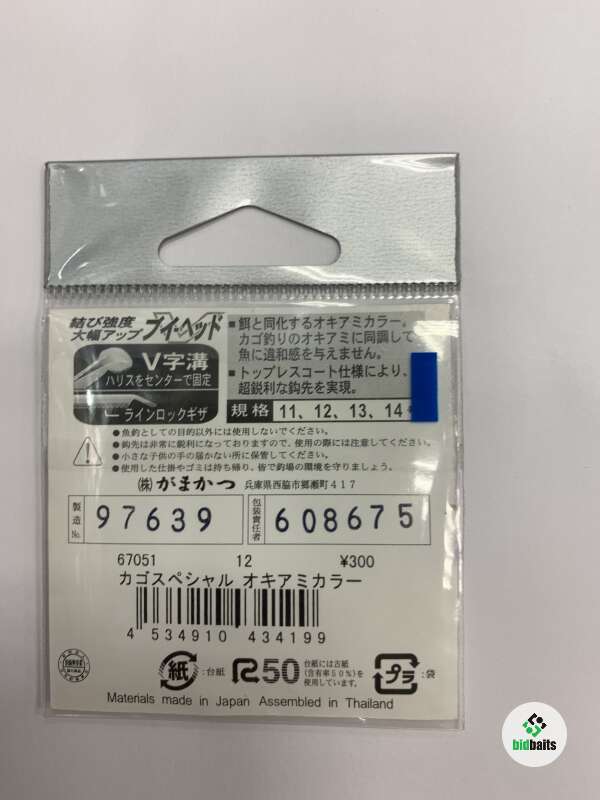 結び強度
大幅アップ ブイ・ヘッド
V字溝
ハリスをセンターで固定
ラインロックギザ
■餌と同化するオキアミカラー。
カゴ釣りのオキアミに同調して
魚に違和感を与えません。
■トップレスコート仕様により、
超鋭利な鈎先を実現。
規格 11、12、13、14
●魚釣としての目的以外には使用しないでください。
●鈎先は非常に鋭利になっておりますので、使用の際には注意してください。
●小さな子供の手の届かない所に保管してください。
●使用した仕掛やゴミは持ち帰り、皆で釣場の環境を守りましょう。
㈱がまかつ 兵庫県西脇市郷瀬町417
製造No. 97639
包装責任者 608675
67051 12 ¥300
カゴスペシャル オキアミカラー
4 534910 434199
紙 :台紙
R50
台紙には古紙
(含有率50%)を
使用しています。
プラ :袋
Materials made in Japan Assembled in Thailand
bidbaits